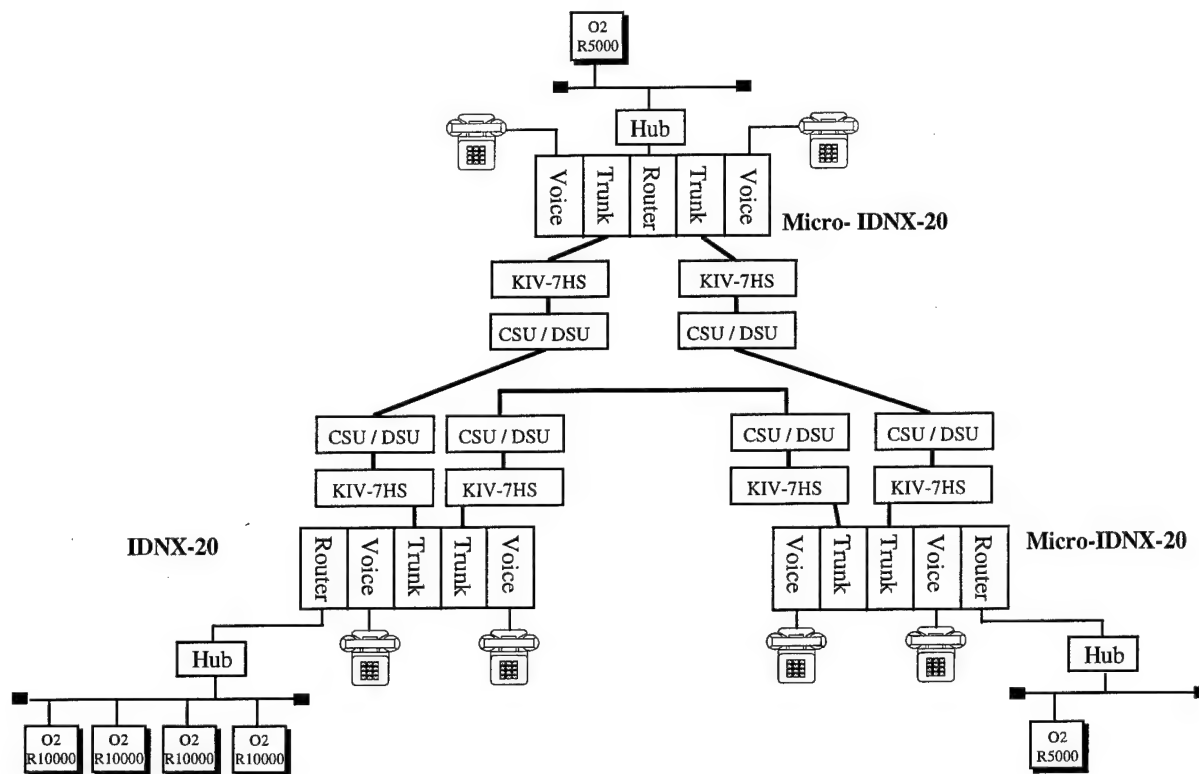 O2
R5000
Hub
Voice
Trunk
Router
Trunk
Voice
Micro- IDNX-20
KIV-7HS
KIV-7HS
CSU / DSU
CSU / DSU
CSU / DSU
CSU / DSU
CSU / DSU
CSU / DSU
KIV-7HS
KIV-7HS
KIV-7HS
KIV-7HS
IDNX-20
Router
Voice
Trunk
Trunk
Voice
Voice
Trunk
Trunk
Voice
Router
Micro-IDNX-20
Hub
Hub
O2
R10000
O2
R10000
O2
R10000
O2
R10000
O2
R5000